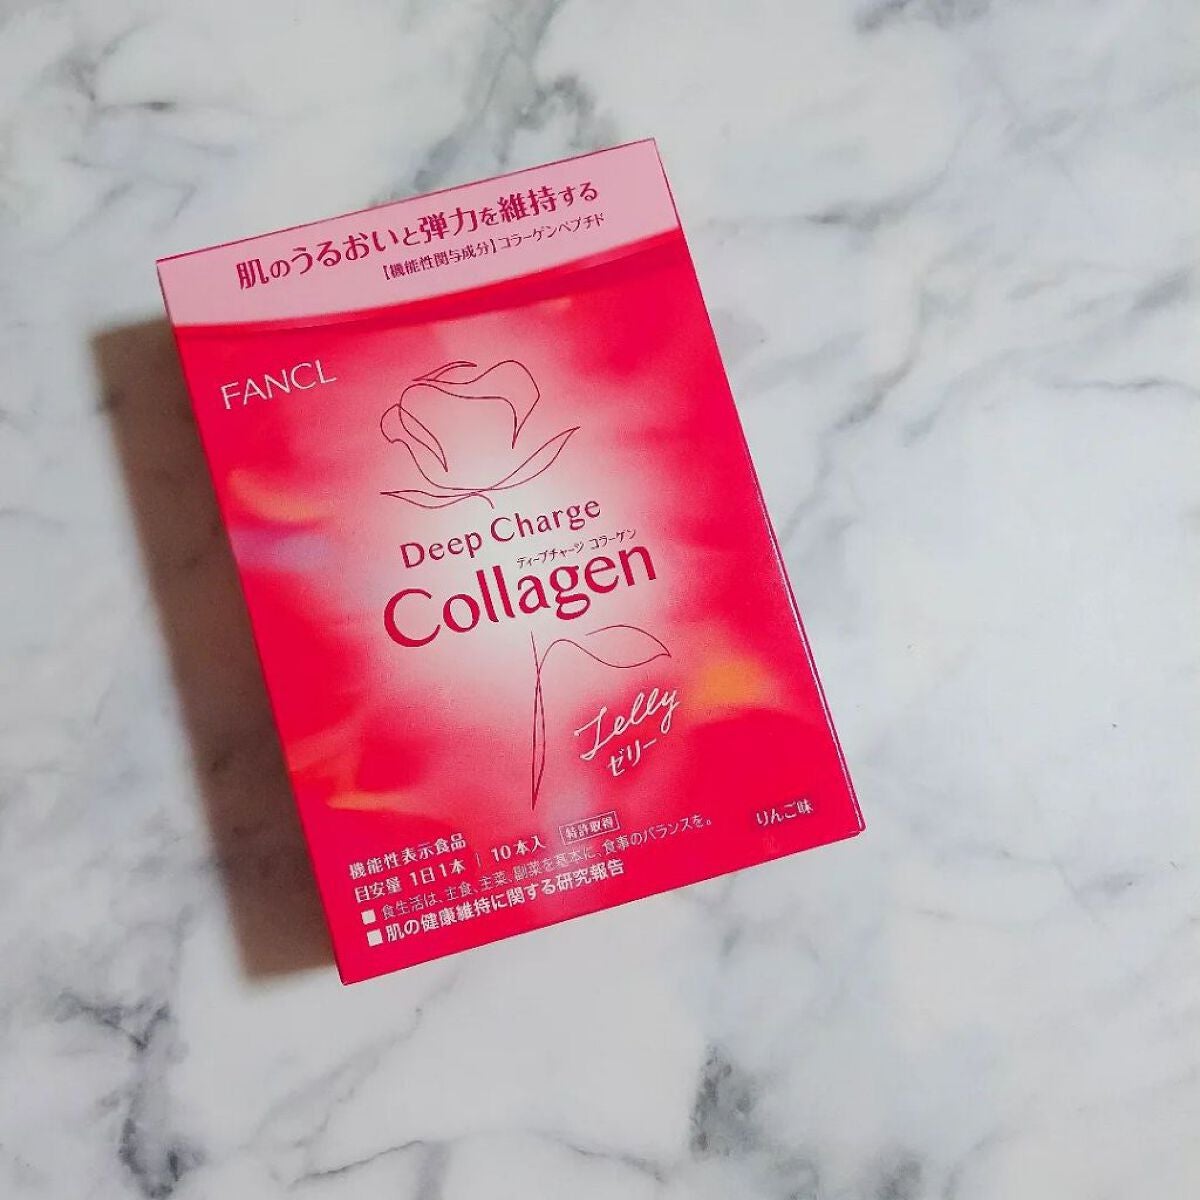 肌のうるおいと弾力を維持する
【機能性関与成分】コラーゲンペプチド
FANCL
Deep Charge
ディープチャージ コラーゲン
Collagen
Jelly
ゼリー
りんご味
機能性表示食品
目安量 1日1本 | 10本入 特許取得
■ 食生活は、主食、主菜、副菜を基本に、食事のバランスを。
■ 肌の健康維持に関する研究報告